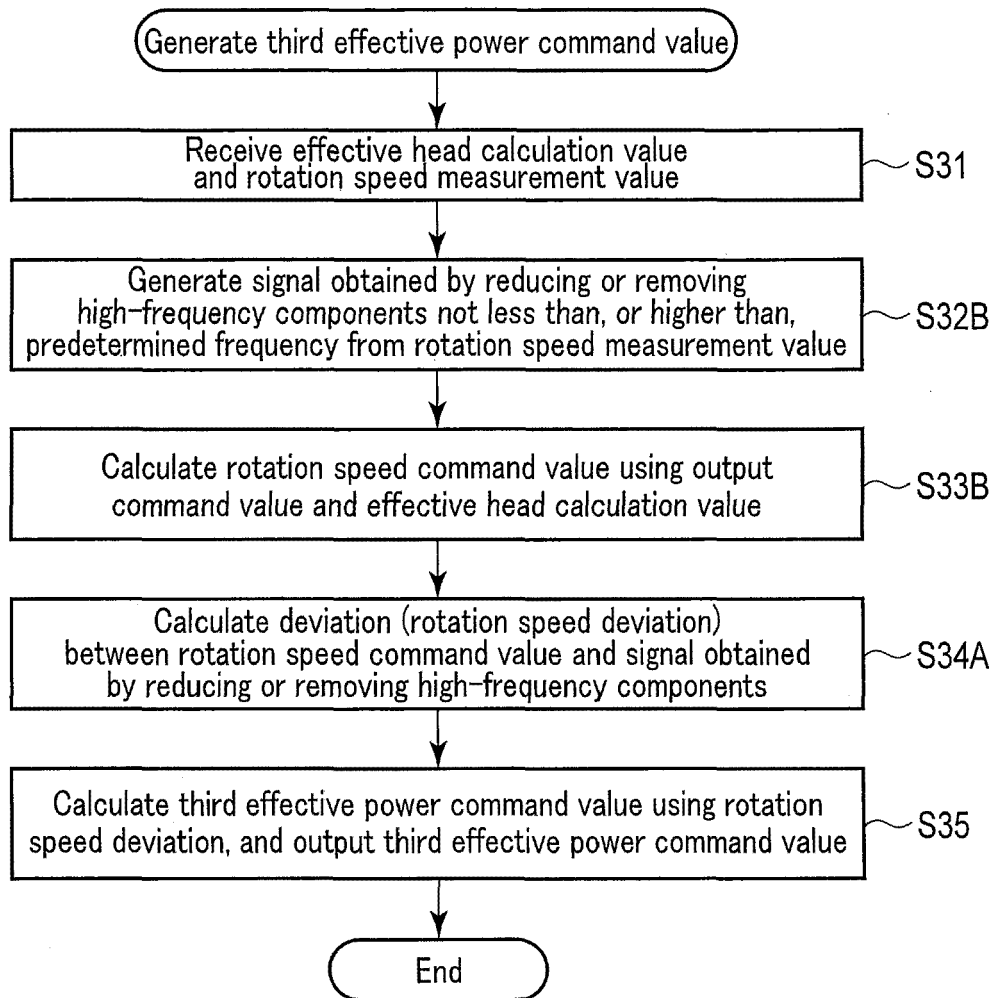 Generate third effective power command value
Receive effective head calculation value
and rotation speed measurement value
S31
Generate signal obtained by reducing or removing
high-frequency components not less than, or higher than,
predetermined frequency from rotation speed measurement value
S32B
Calculate rotation speed command value using output
command value and effective head calculation value
S33B
Calculate deviation (rotation speed deviation)
between rotation speed command value and signal obtained
by reducing or removing high-frequency components
S34A
Calculate third effective power command value using rotation
speed deviation, and output third effective power command value
S35
End